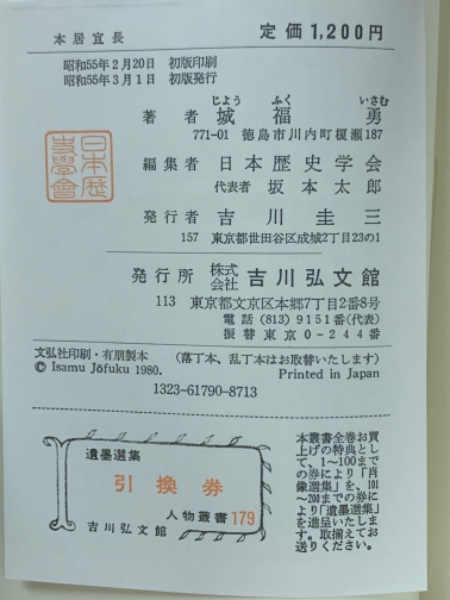 本居宣長
定価1,200円
昭和55年2月20日 初版印刷
昭和55年3月1日 初版発行
じよう ふく いさむ
著者 城福勇
771-01 徳島市川内町榎瀬187
編集者 日本歴史学会
代表者 坂本太郎
日本歴史學會
発行者 吉川圭三
157 東京都世田谷区成城2丁目23の1
発行所 株式会社 吉川弘文館
113 東京都文京区本郷7丁目2番8号
電話 (813) 9151番(代表)
振替東京0-244番
文弘社印刷・有朋製本 (落丁本、乱丁本はお取替いたします)
© Isamu Jōfuku 1980. Printed in Japan
1323-61790-8713
遺墨選集
引換券
人物叢書 179
吉川弘文館
本叢書全巻お買
上げの特典とし
て、1〜100まで
の券により「肖
像選集」を、101
〜200までの券に
より「遺墨選集」
を進呈いたしま
す。取揃えてお
送りください。